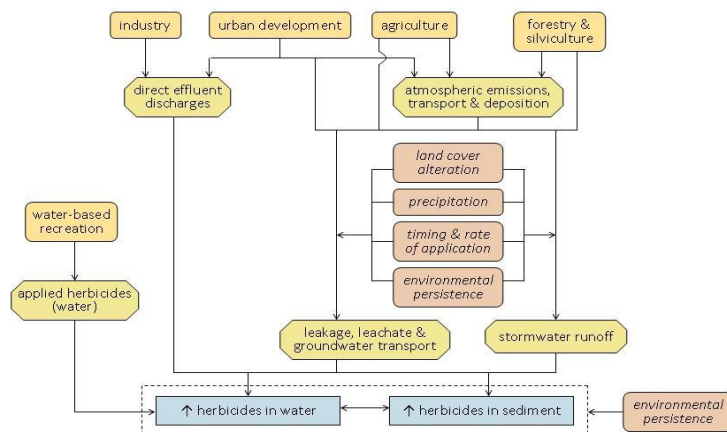 industry
urban development
agriculture
forestry &
silviculture
direct effluent
discharges
atmospheric emissions,
transport & deposition
land cover
alteration
precipitation
water-based
recreation
timing & rate
of application
applied herbicides
(water)
environmental
persistence
leakage, leachate &
groundwater transport
stormwater runoff
↑ herbicides in water
↑ herbicides in sediment
environmental
persistence